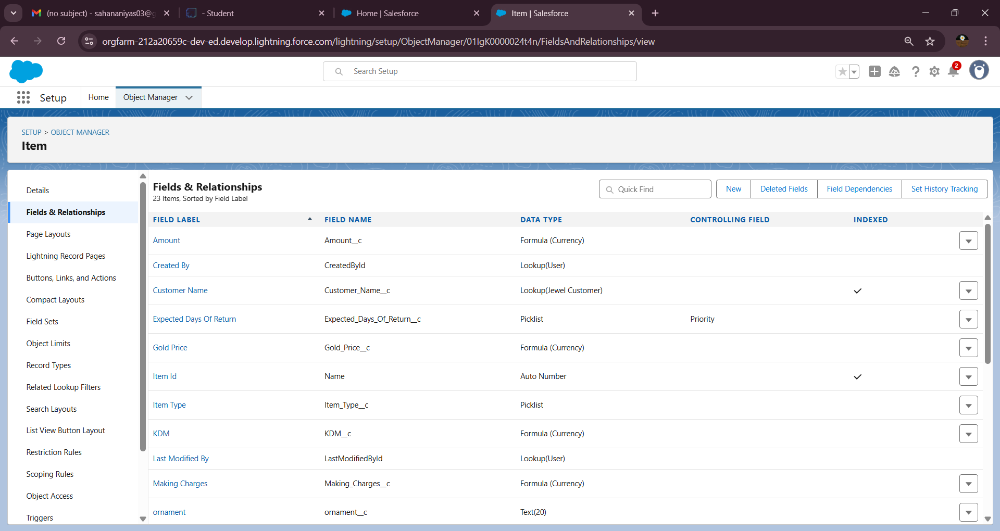 (no subject) - sahananiyas03@g
- Student
Home | Salesforce
Item | Salesforce
orgfarm-212a20659c-dev-ed.develop.lightning.force.com/lightning/setup/ObjectManager/01IgK0000024t4n/FieldsAndRelationships/view
Search Setup
2
Setup
Home
Object Manager
SETUP > OBJECT MANAGER
Item
Details
Fields & Relationships
Page Layouts
Lightning Record Pages
Buttons, Links, and Actions
Compact Layouts
Field Sets
Object Limits
Record Types
Related Lookup Filters
Search Layouts
List View Button Layout
Restriction Rules
Scoping Rules
Object Access
Triggers
Fields & Relationships
23 Items, Sorted by Field Label
Quick Find
New
Deleted Fields
Field Dependencies
Set History Tracking
FIELD LABEL FIELD NAME DATA TYPE CONTROLLING FIELD INDEXED
Amount Amount__c Formula (Currency)
Created By CreatedById Lookup(User)
Customer Name Customer_Name__c Lookup(Jewel Customer)
Expected Days Of Return Expected_Days_Of_Return__c Picklist Priority
Gold Price Gold_Price__c Formula (Currency)
Item Id Name Auto Number
Item Type Item_Type__c Picklist
KDM KDM__c Formula (Currency)
Last Modified By LastModifiedById Lookup(User)
Making Charges Making_Charges__c Formula (Currency)
ornament ornament__c Text(20)